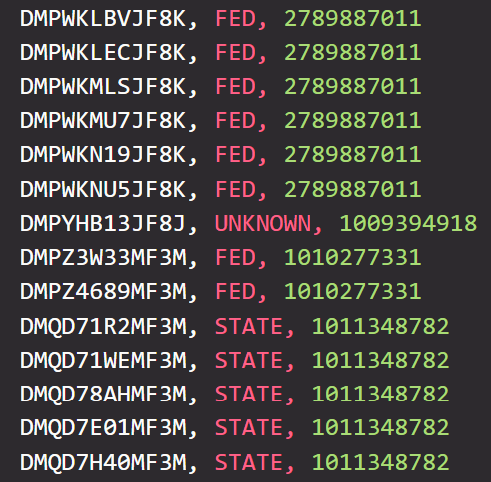 DMPWKLBVJF8K, FED, 2789887011
DMPWKLECJF8K, FED, 2789887011
DMPWKMLSJF8K, FED, 2789887011
DMPWKMU7JF8K, FED, 2789887011
DMPWKN19JF8K, FED, 2789887011
DMPWKNU5JF8K, FED, 2789887011
DMPYHB13JF8J, UNKNOWN, 1009394918
DMPZ3W33MF3M, FED, 1010277331
DMPZ4689MF3M, FED, 1010277331
DMQD71R2MF3M, STATE, 1011348782
DMQD71WEMF3M, STATE, 1011348782
DMQD78AHMF3M, STATE, 1011348782
DMQD7E01MF3M, STATE, 1011348782
DMQD7H40MF3M, STATE, 1011348782